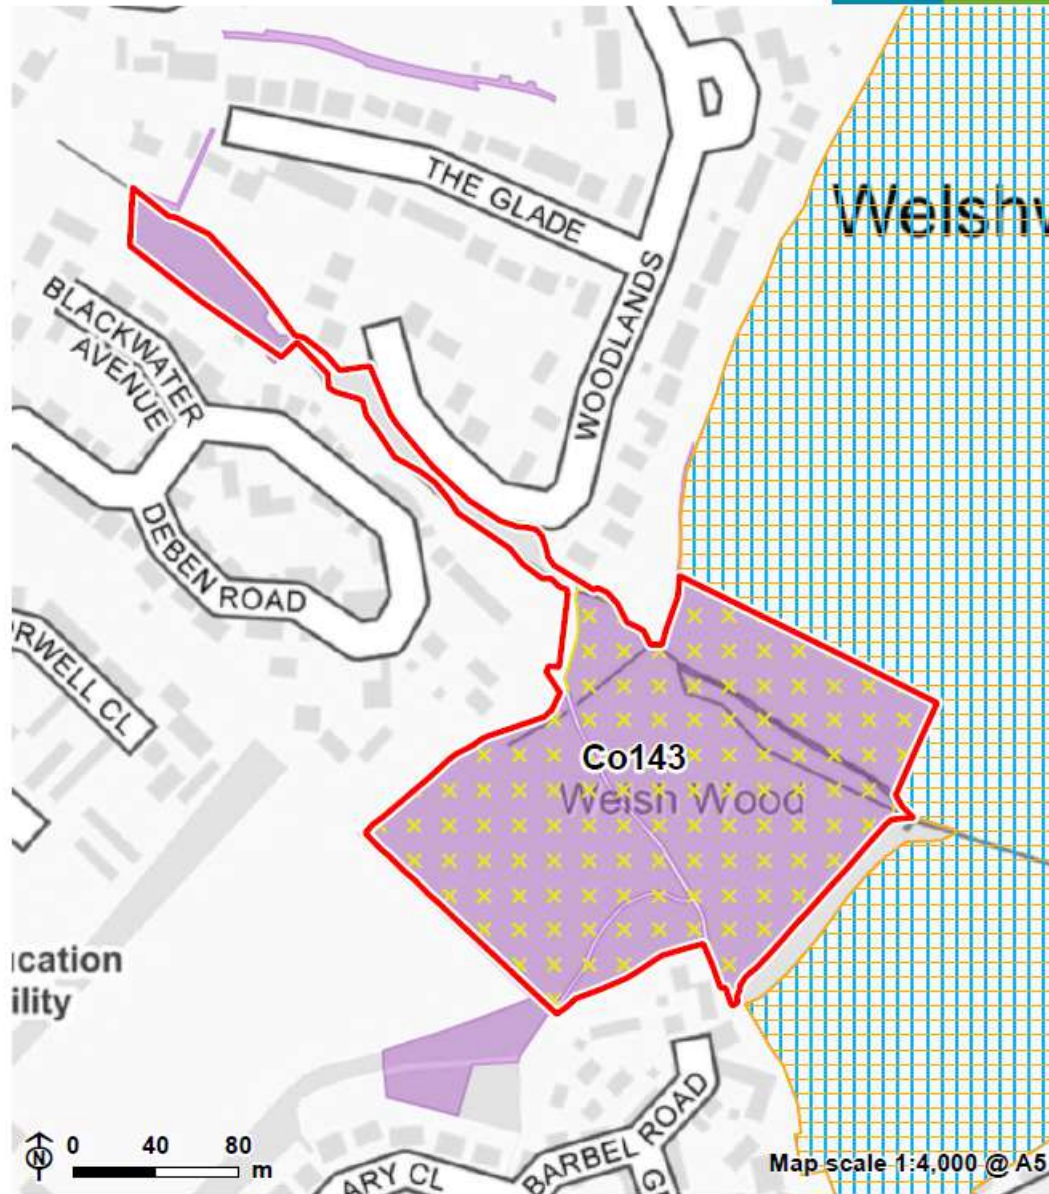 THE GLADE
Welshw
BLACKWATER
AVENUE
WOODLANDS
DEBEN ROAD
RWELL CL
Co143
Welsh Wood
ication
ility
BARBEL ROAD
ARY CL
G
N
0 40 80
m
Map scale 1:4,000 @ A5